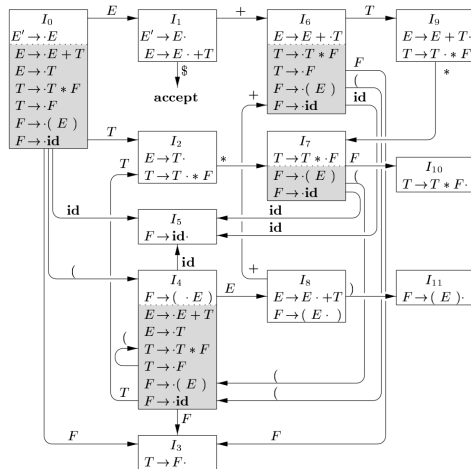 I0
E′ → ·E
E → ·E + T
E → ·T
T → ·T * F
T → ·F
F → ·( E )
F → ·id
E
I1
E′ → E·
E → E · +T
$
accept
+
I6
E → E + · T
T → ·T * F
T → ·F
F → ·( E )
F → ·id
T
I9
E → E + T·
T → T · * F
*
F
(
id
+
T
I2
E → T·
T → T · * F
T
*
I7
T → T * · F
F → ·( E )
F → ·id
F
(
I10
T → T * F·
id
I5
F → id·
id
id
id
(
I4
F → ( · E )
E → ·E + T
E → ·T
T → ·T * F
T → ·F
F → ·( E )
F → ·id
(
T
E
+
I8
E → E · +T
F → ( E · )
)
I11
F → ( E )·
(
(
F
F
I3
T → F·
F